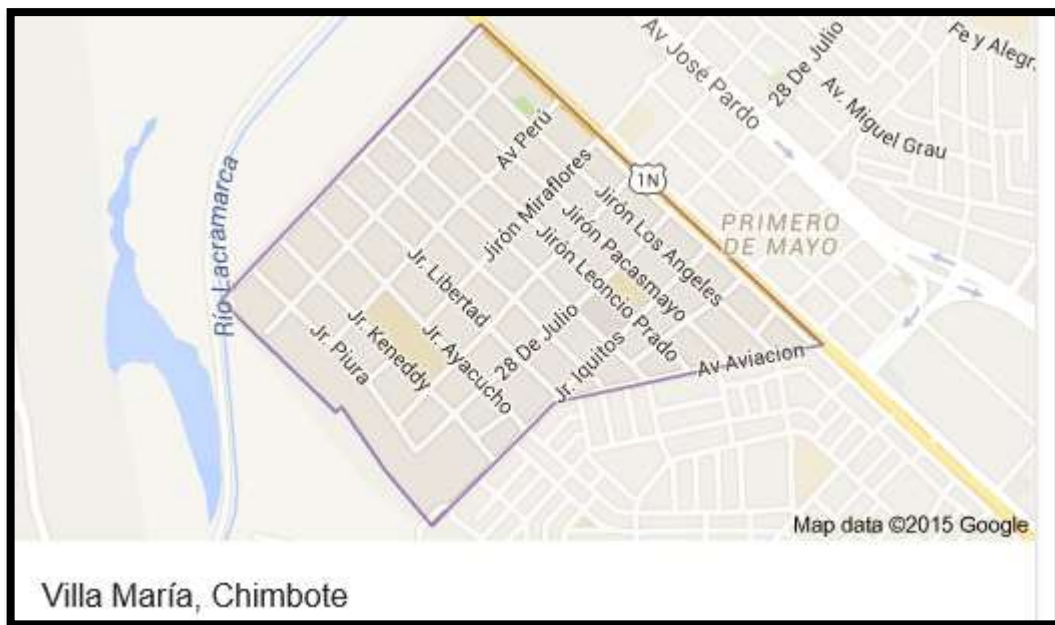 Av José Pardo
28 De Julio
Fe y Alegr.
Av. Miguel Grau
Av Perú
1N
Río Lacramarca
Jirón Miraflores
Jirón Los Angeles
Jirón Pacasmayo
PRIMERO
DE MAYO
Jirón Leoncio Prado
Jr. Libertad
28 De Julio
Jr. Keneddy
Jr. Ayacucho
Jr. Piura
Jr. Iquitos
Av Aviacion
Map data ©2015 Google
Villa María, Chimbote